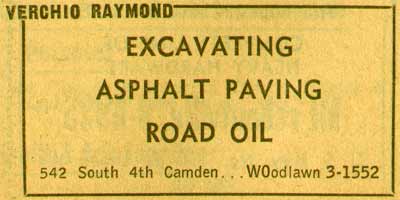 VERCHIO RAYMOND
EXCAVATING
ASPHALT PAVING
ROAD OIL
542 South 4th Camden...WOodlawn 3-1552